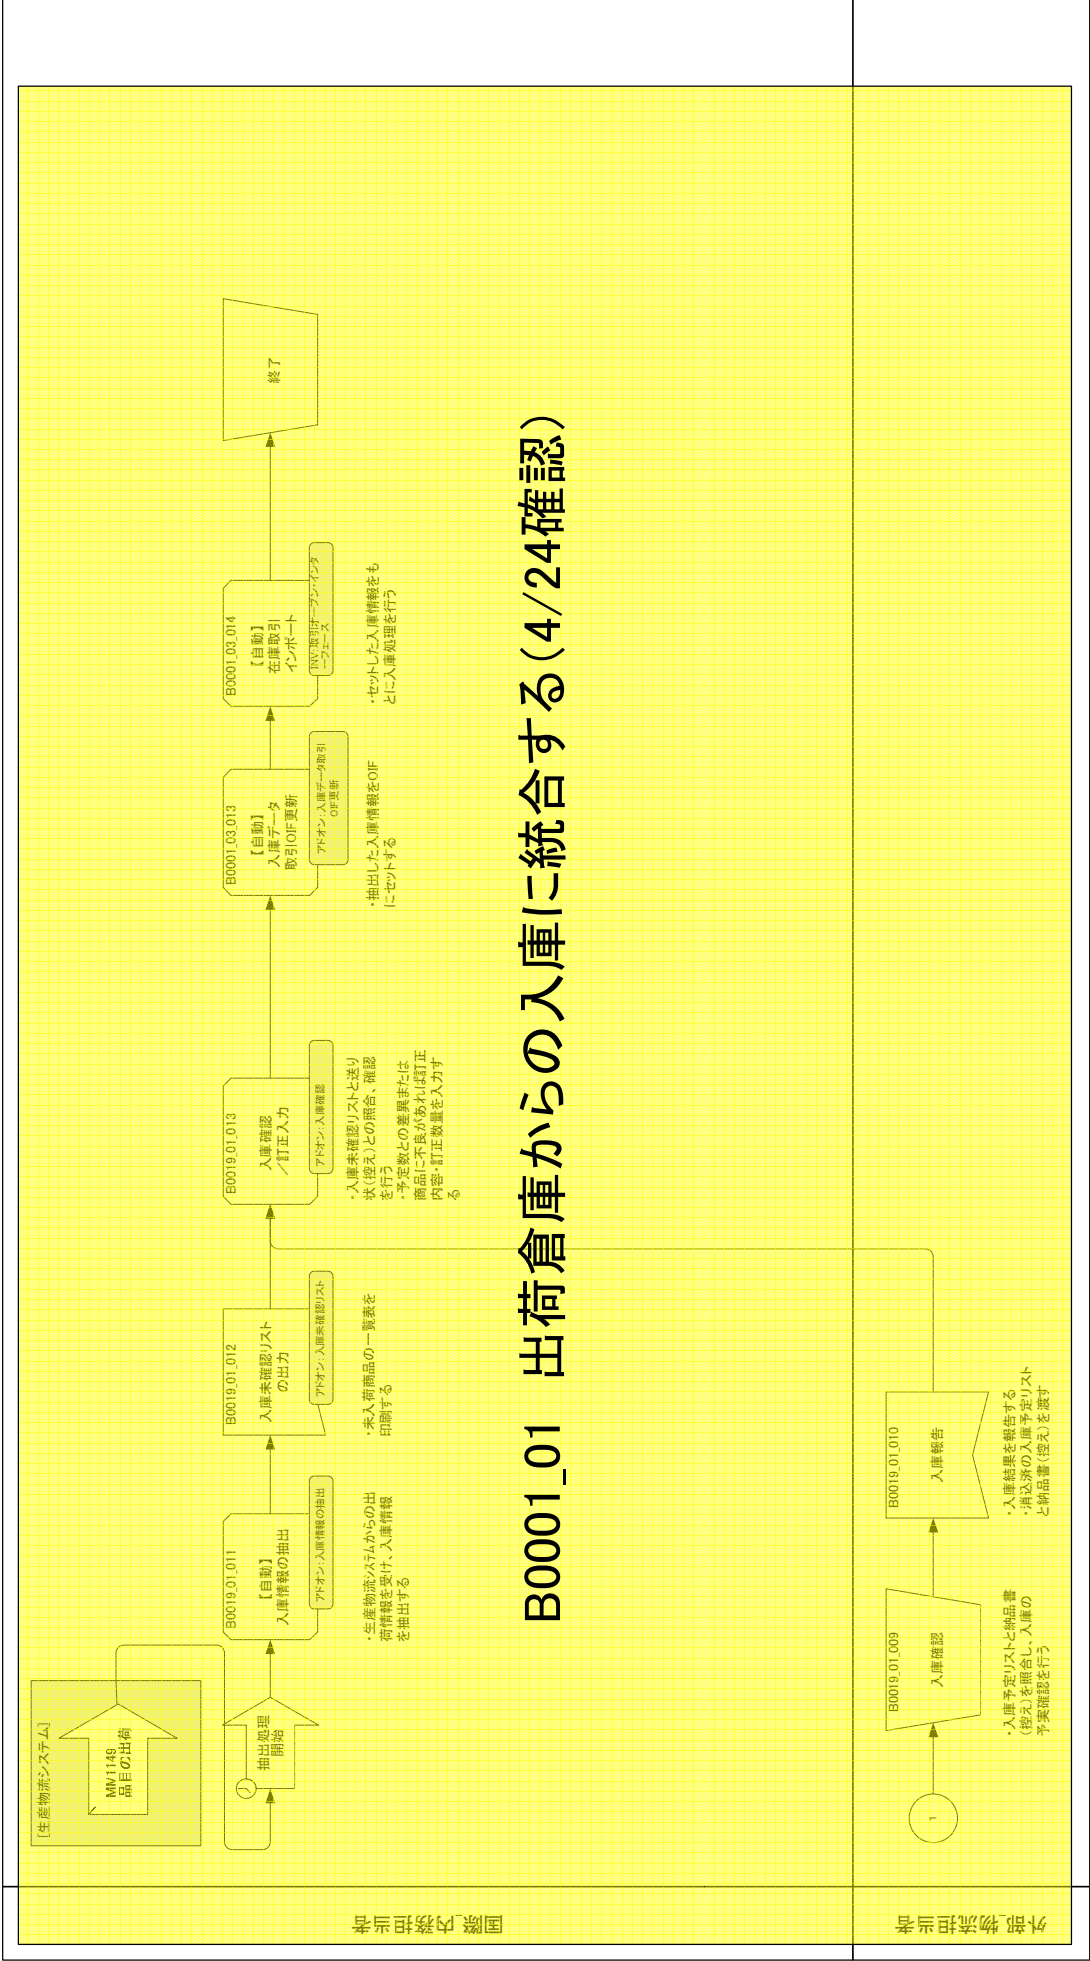 [生産物流システム]
MM1149
品目の出荷
抽出処理
開始
B0019_01_011
【自動】
入庫情報の抽出
アドオン:入庫情報の抽出
・生産物流システムからの出
荷情報を受け、入庫情報
を抽出する
B0019_01_012
入庫未確認リスト
の出力
アドオン:入庫未確認リスト
・未入荷商品の一覧表を
印刷する
B0019_01_013
入庫確認
/訂正入力
アドオン:入庫確認
・入庫未確認リストと送り
状(控え)との照合、確認
を行う
・予定数との差異または
商品に不良があれば訂正
内容・訂正数量を入力す
る
B0001_03_013
【自動】
入庫データ
取引OIF更新
アドオン:入庫データ取引
OIF更新
・抽出した入庫情報をOIF
にセットする
B0001_03_014
【自動】
在庫取引
インポート
INV:取引オープン・インタ
ーフェース
・セットした入庫情報をも
とに入庫処理を行う
終了
B0001_01 出荷倉庫からの入庫に統合する(4/24確認)
1
B0019_01_009
入庫確認
・入庫予定リストと納品書
(控え)を照合し、入庫の
予実確認を行う
B0019_01_010
入庫報告
・入庫結果を報告する
・消込済の入庫予定リスト
と納品書(控え)を渡す
外部_物流担当者